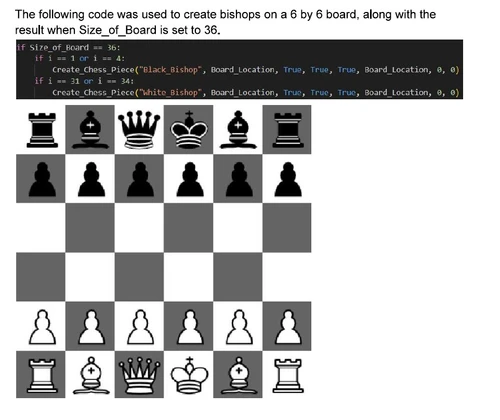 The following code was used to create bishops on a 6 by 6 board, along with the
result when Size_of_Board is set to 36.
if Size_of_Board == 36:
if i == 1 or i == 4:
Create_Chess_Piece("Black_Bishop", Board_Location, True, True, True, Board_Location, 0, 0)
if i == 31 or i == 34:
Create_Chess_Piece("White_Bishop", Board_Location, True, True, True, Board_Location, 0, 0)